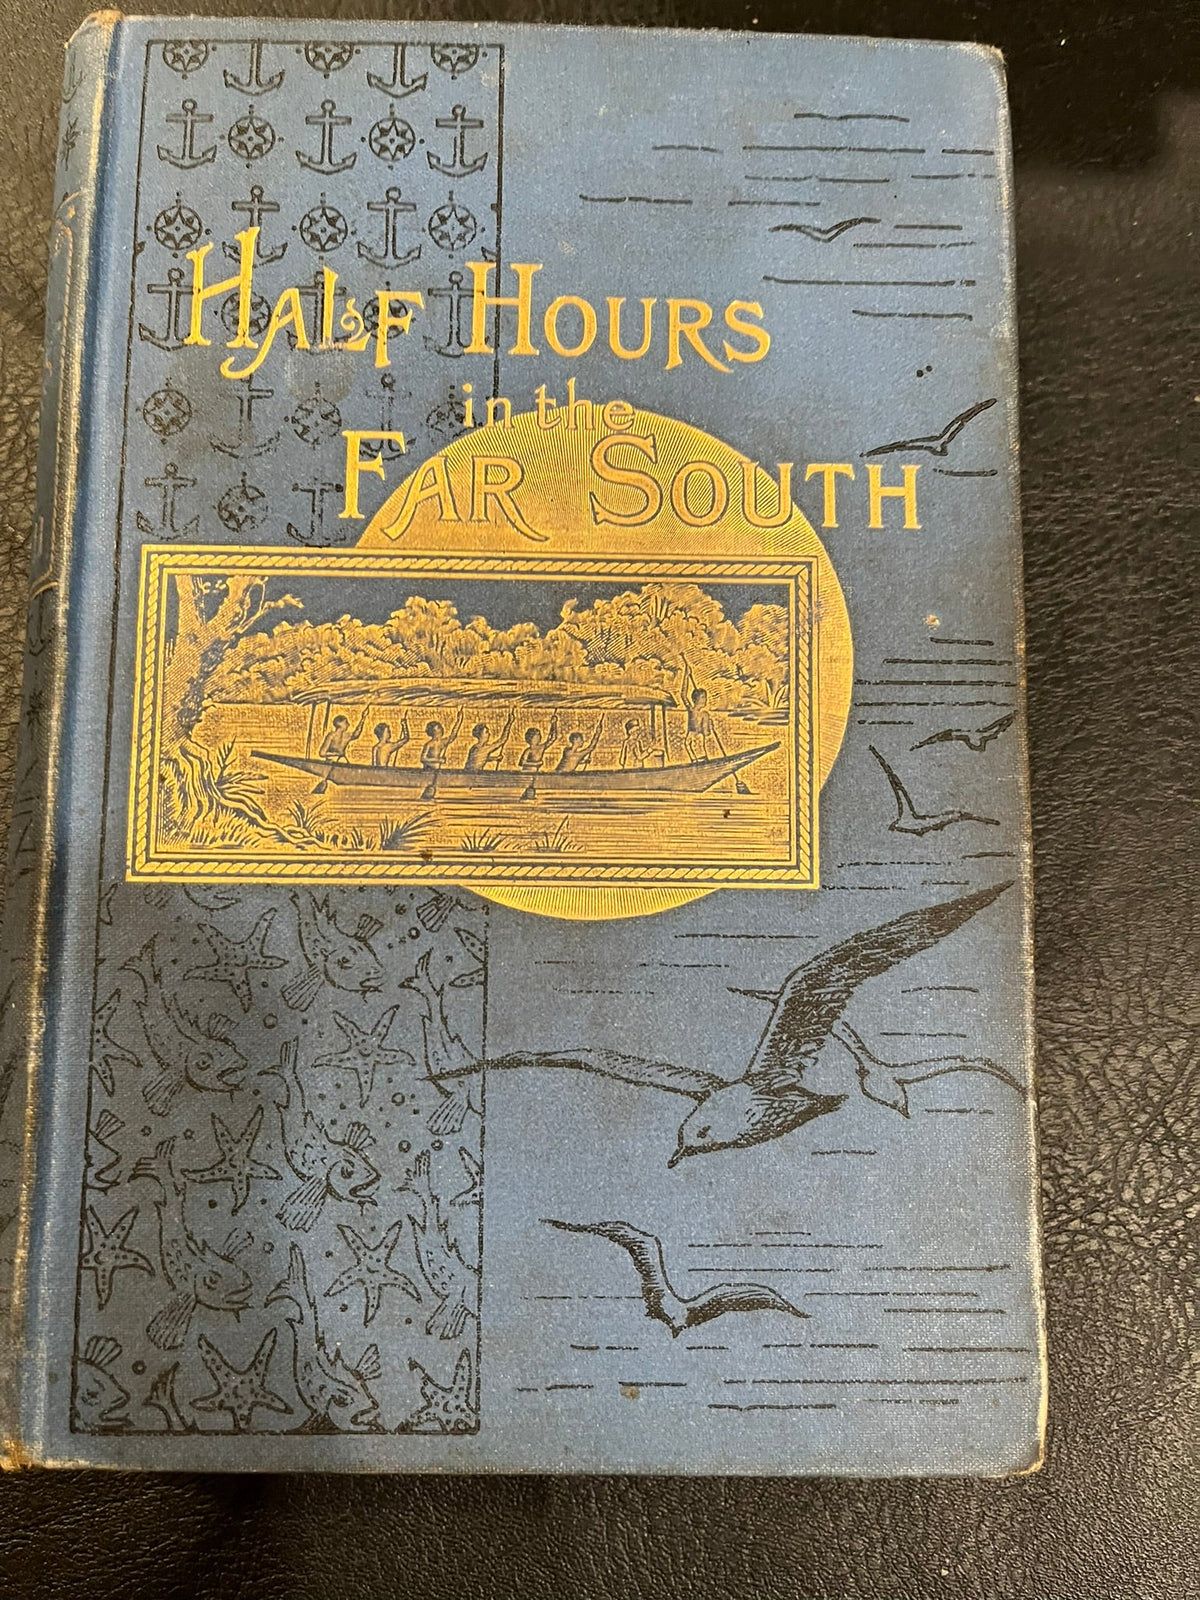 Half Hours
in the
Far South